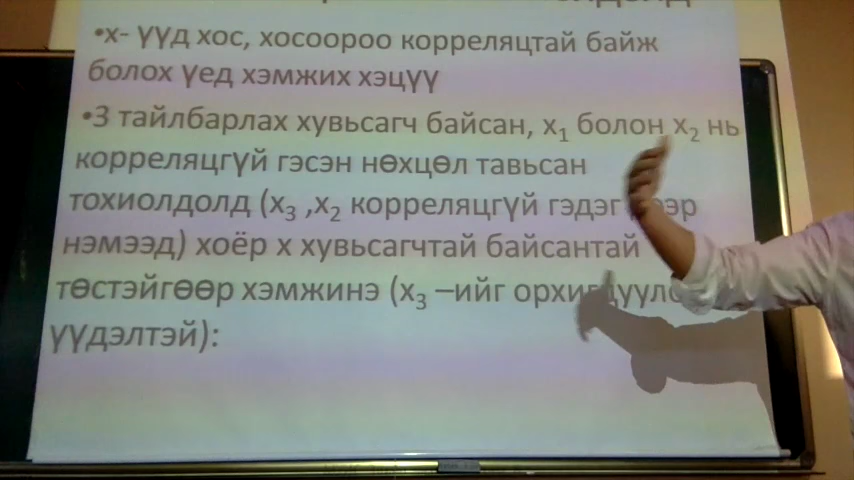 •x- үүд хос, хосоороо корреляцтай байж
болох үед хэмжих хэцүү
•3 тайлбарлах хувьсагч байсан, x₁ болон x₂ нь
корреляцгүй гэсэн нөхцөл тавьсан
тохиолдолд (x₃ ,x₂ корреляцгүй гэдэг
нэмээд) хоёр x хувьсагчтай байсантай
төстэйгөөр хэмжинэ (x₃ –ийг
үүдэлтэй):